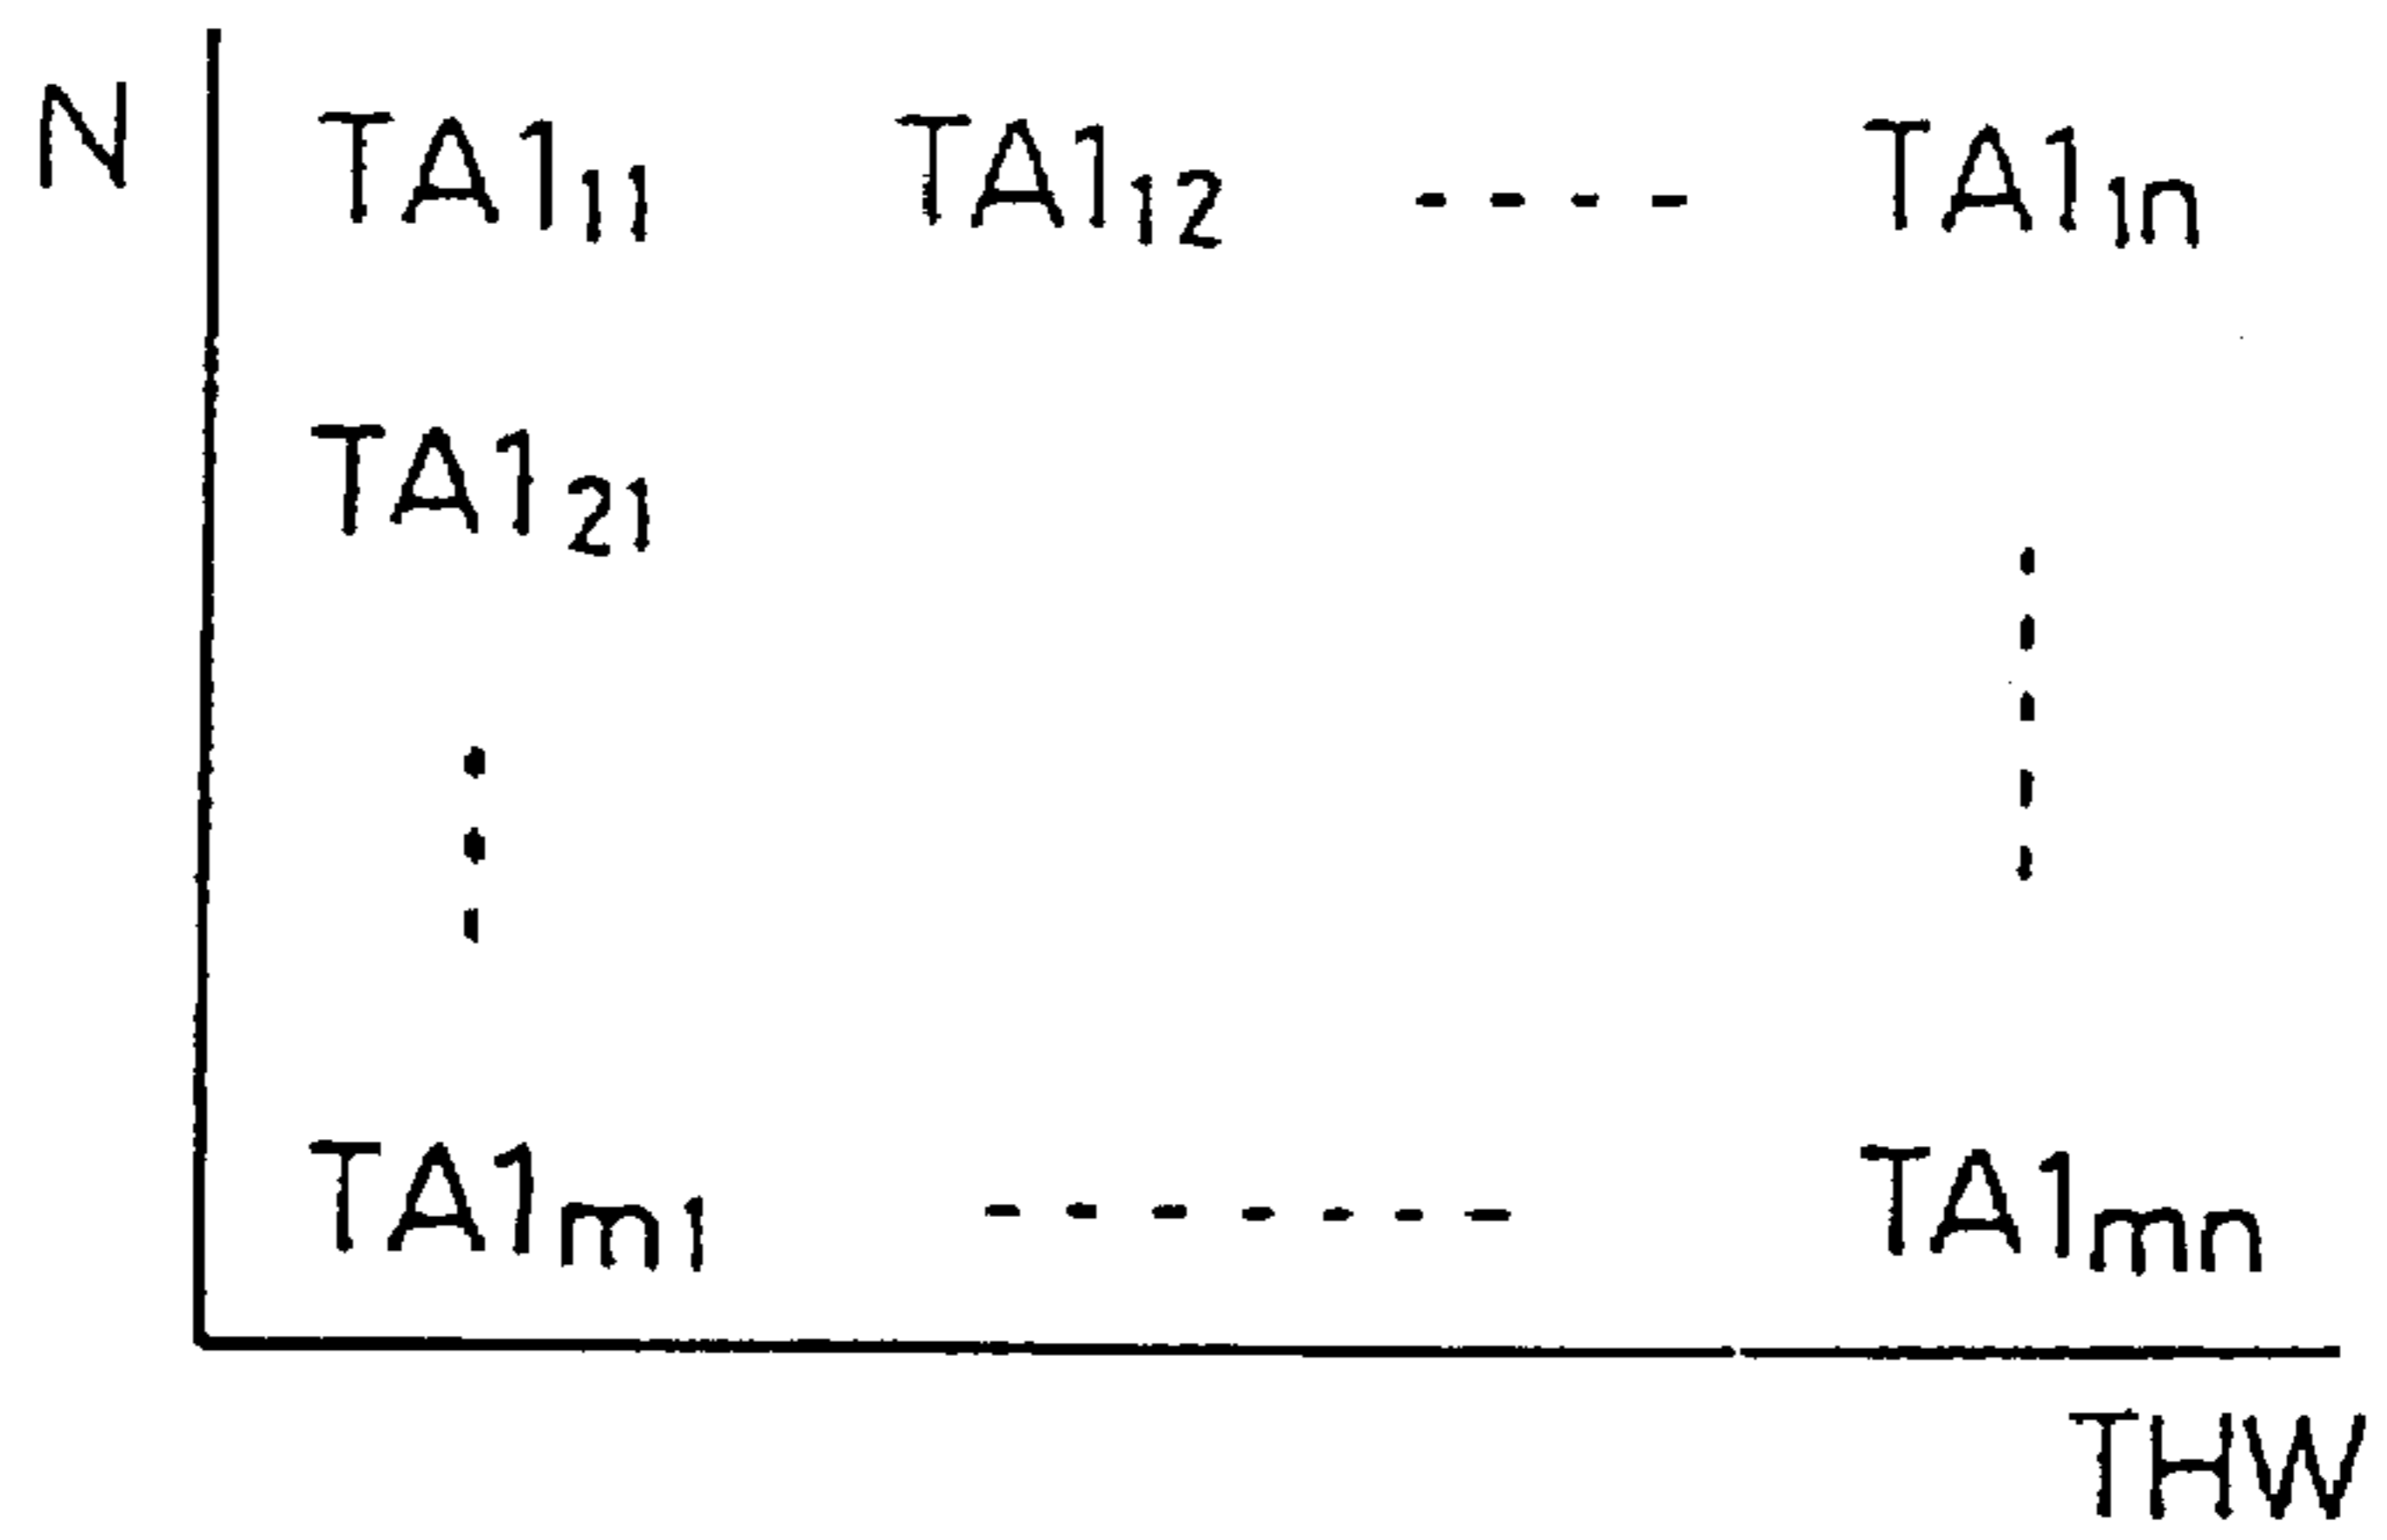 N TA1₁₁ TA1₁₂ - - - - TA1₁ₙ
TA1₂₁
TA1ₘ₁ - - - - - - - TA1ₘₙ
THW